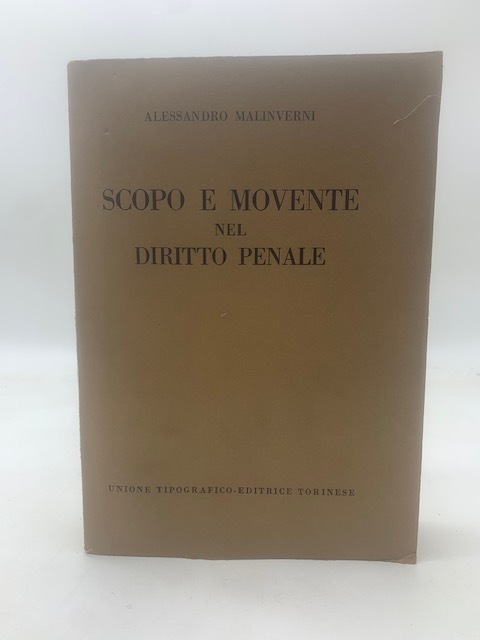 ALESSANDRO MALINVERNI
SCOPO E MOVENTE
NEL
DIRITTO PENALE
UNIONE TIPOGRAFICO-EDITRICE TORINESE